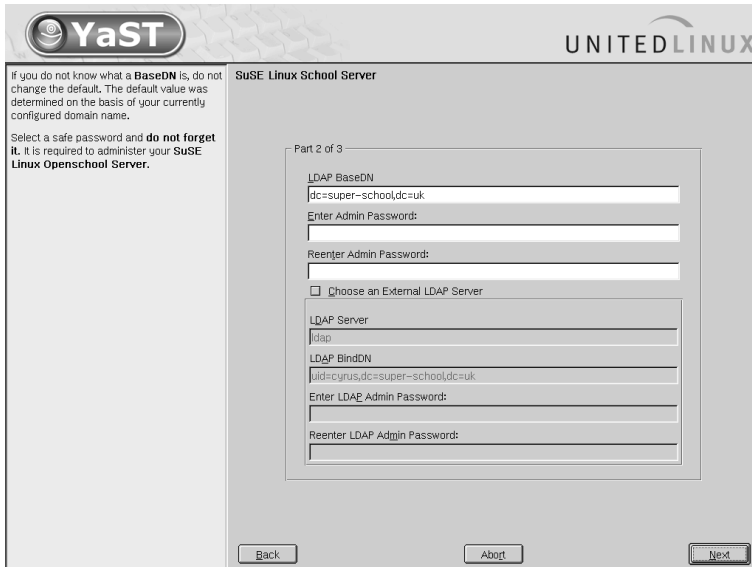 YaST
UNITEDLINUX
If you do not know what a BaseDN is, do not
change the default. The default value was
determined on the basis of your currently
configured domain name.
Select a safe password and do not forget
it. It is required to administer your SuSE
Linux Openschool Server.
SuSE Linux School Server
Part 2 of 3
LDAP BaseDN
dc=super-school,dc=uk
Enter Admin Password:
Reenter Admin Password:
Choose an External LDAP Server
LDAP Server
ldap
LDAP BindDN
uid=cyrus,dc=super-school,dc=uk
Enter LDAP Admin Password:
Reenter LDAP Admin Password:
Back
Abort
Next